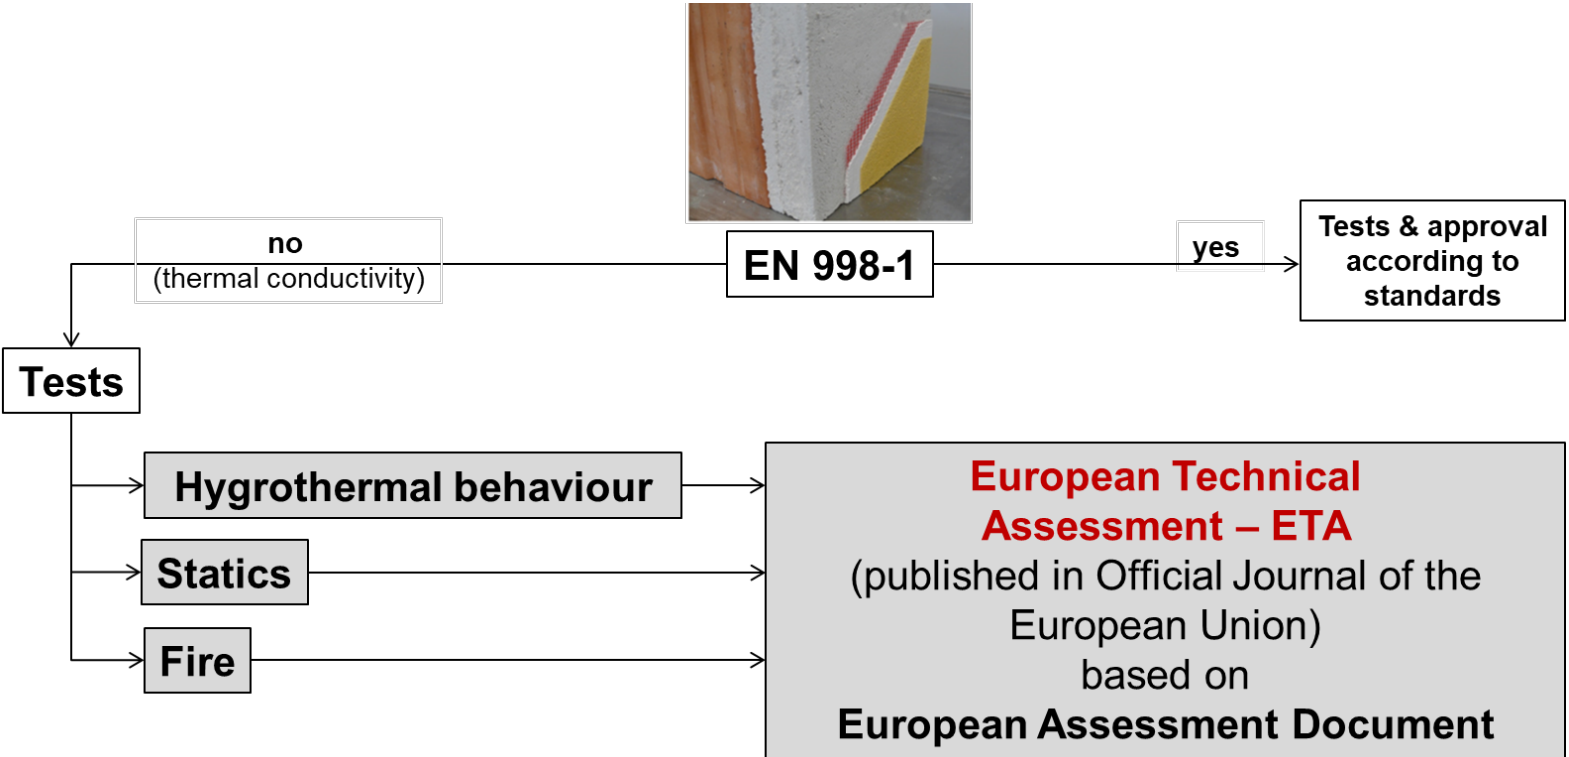 no
(thermal conductivity)
EN 998-1
yes
Tests & approval
according to
standards
Tests
Hygrothermal behaviour
Statics
Fire
European Technical
Assessment – ETA
(published in Official Journal of the
European Union)
based on
European Assessment Document